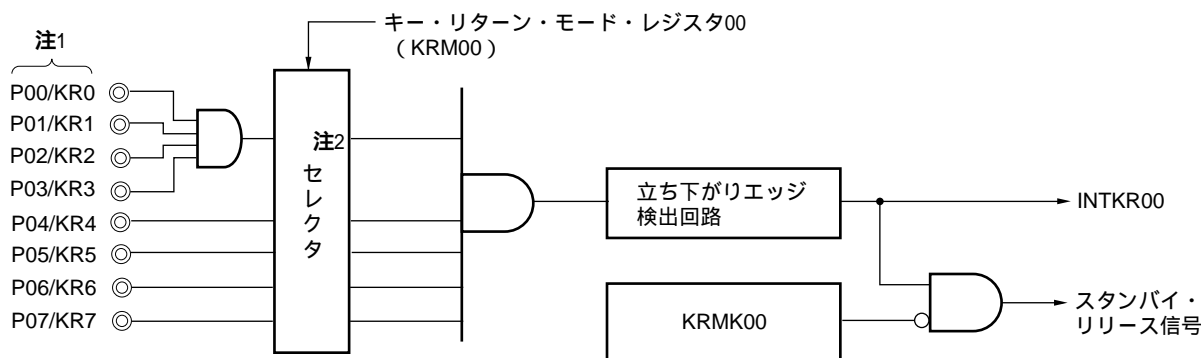 キー・リターン・モード・レジスタ00
(KRM00)
注1
P00/KR0
P01/KR1
P02/KR2
P03/KR3
P04/KR4
P05/KR5
P06/KR6
P07/KR7
注2
セレクタ
立ち下がりエッジ
検出回路
INTKR00
KRMK00
スタンバイ・
リリース信号